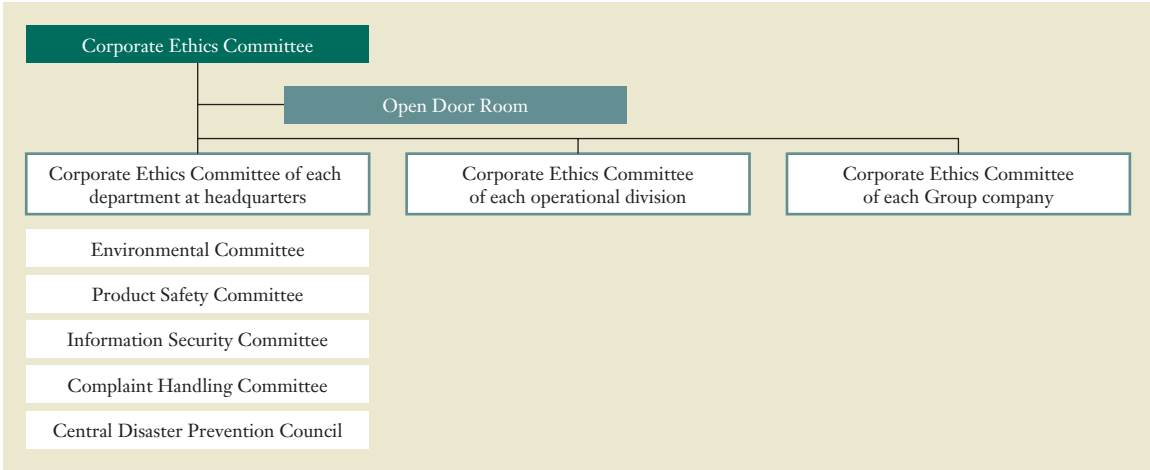 Corporate Ethics Committee
Open Door Room
Corporate Ethics Committee of each
department at headquarters
Corporate Ethics Committee
of each operational division
Corporate Ethics Committee
of each Group company
Environmental Committee
Product Safety Committee
Information Security Committee
Complaint Handling Committee
Central Disaster Prevention Council